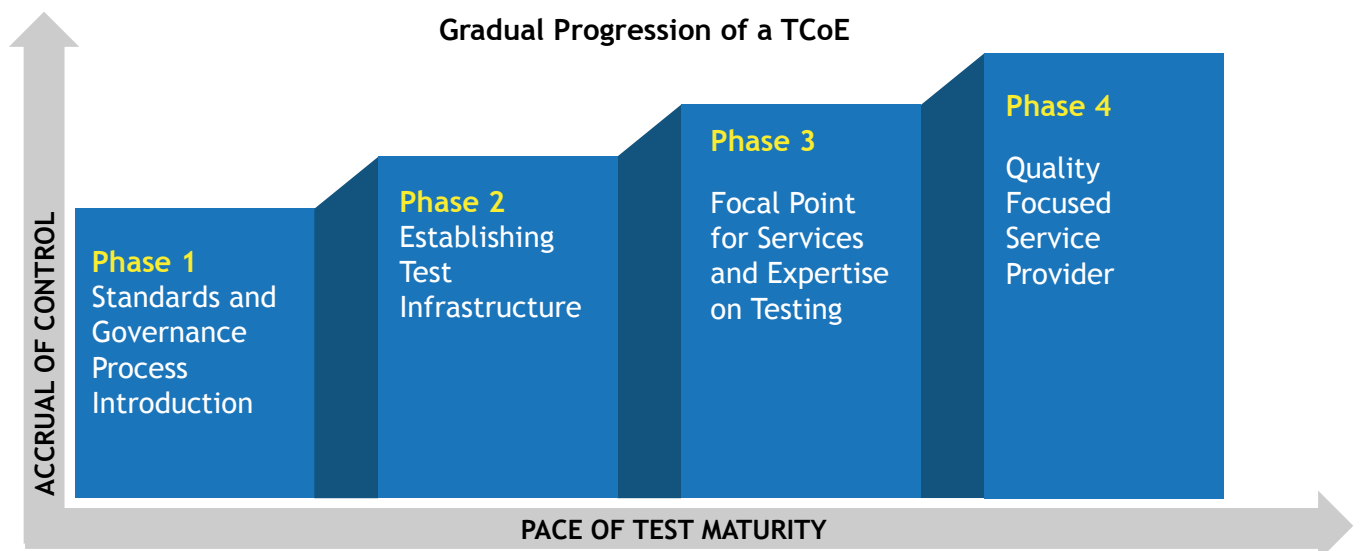 Gradual Progression of a TCoE
ACCRUAL OF CONTROL
Phase 1
Standards and
Governance
Process
Introduction
Phase 2
Establishing
Test
Infrastructure
Phase 3
Focal Point
for Services
and Expertise
on Testing
Phase 4
Quality
Focused
Service
Provider
PACE OF TEST MATURITY